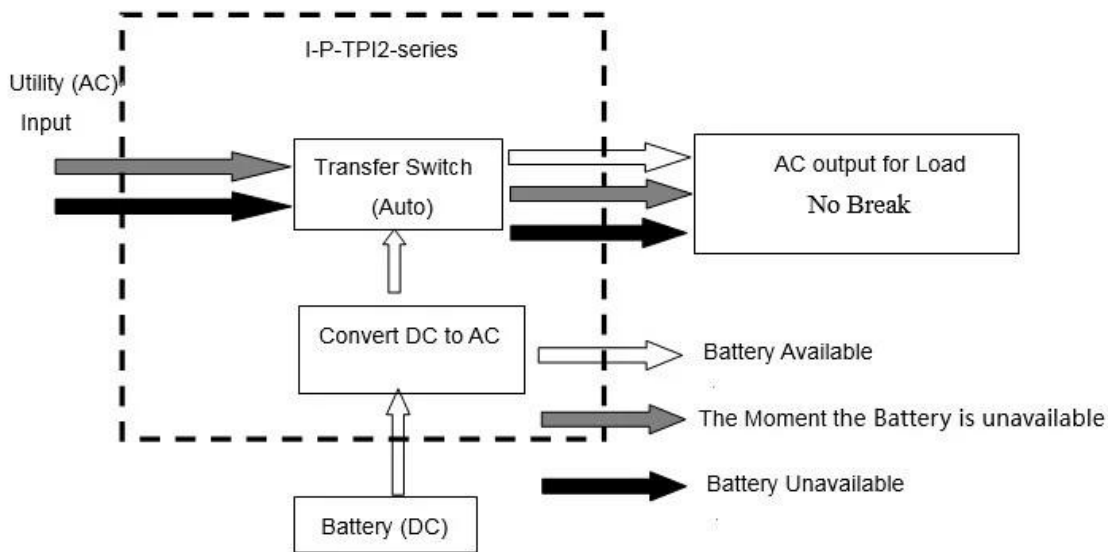 I-P-TPI2-series
Utility (AC)
Input
Transfer Switch
(Auto)
AC output for Load
No Break
Convert DC to AC
Battery Available
The Moment the Battery is unavailable
Battery Unavailable
Battery (DC)